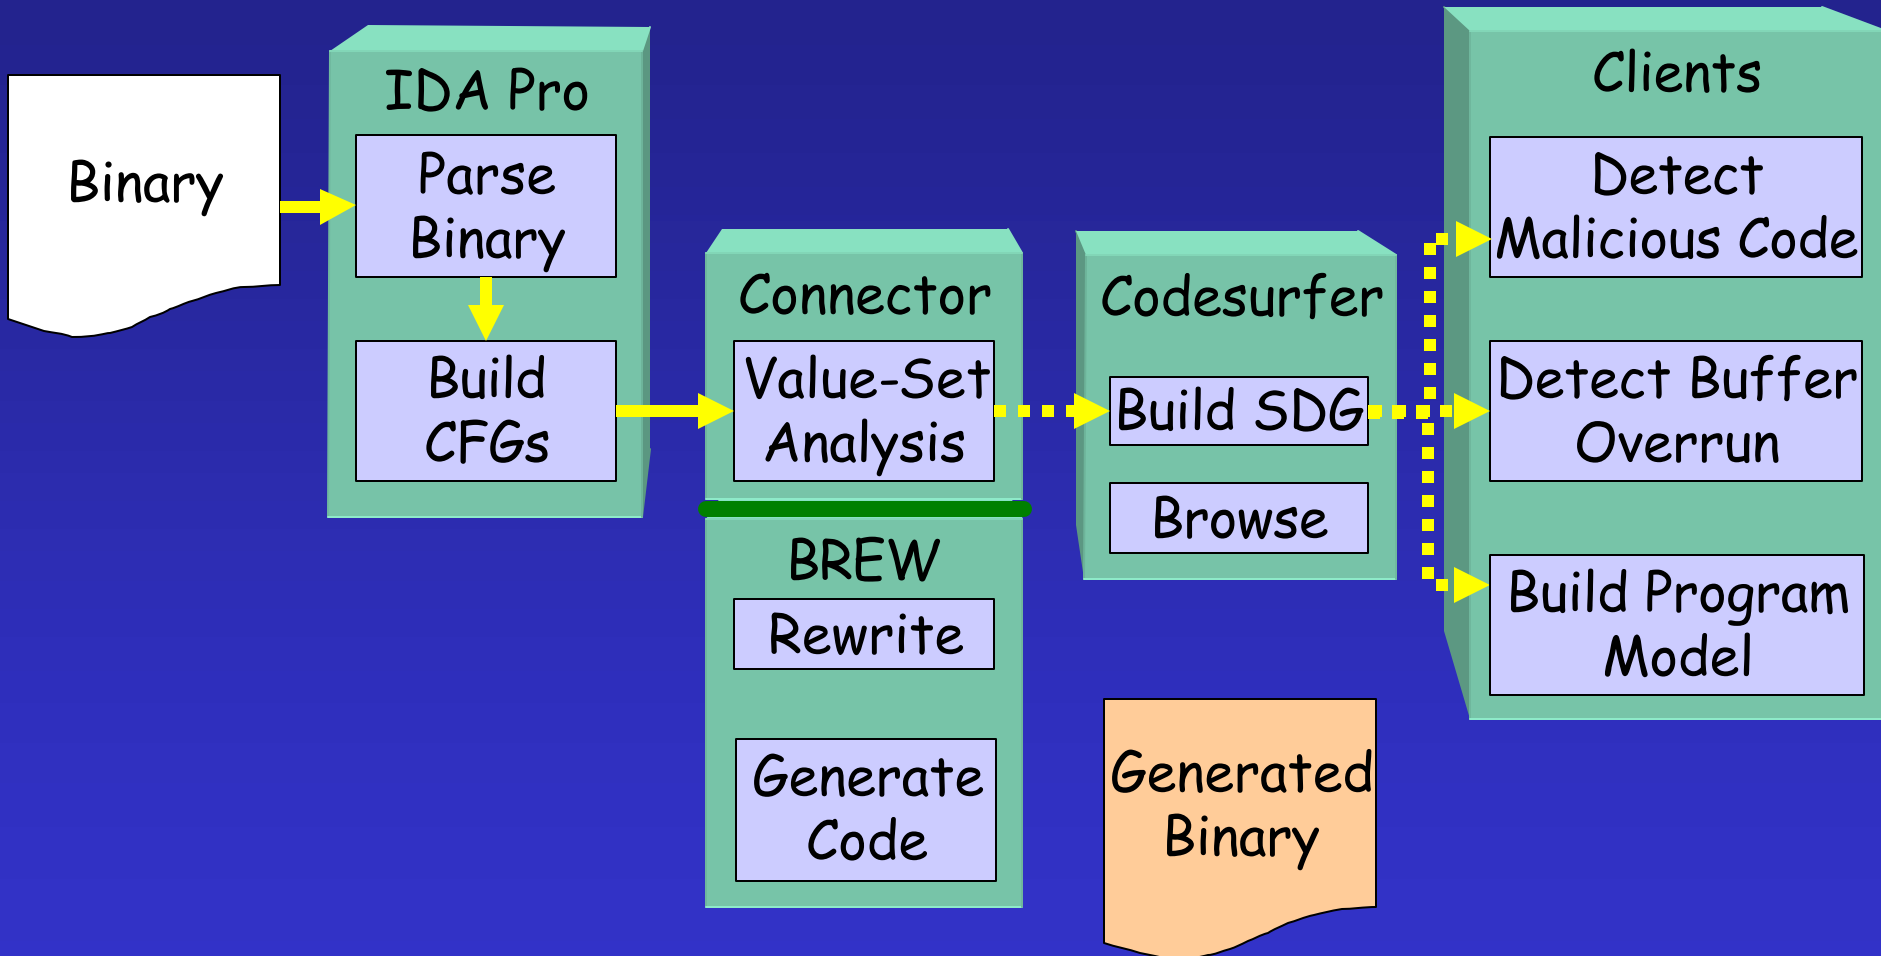 Binary
IDA Pro
Parse
Binary
Build
CFGs
Connector
Value-Set
Analysis
BREW
Rewrite
Generate
Code
Codesurfer
Build SDG
Browse
Generated
Binary
Clients
Detect
Malicious Code
Detect Buffer
Overrun
Build Program
Model